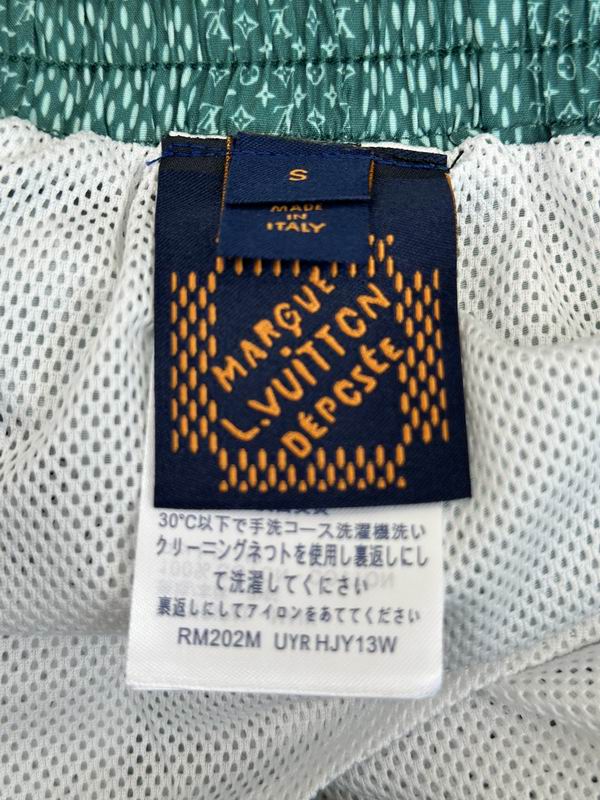 S
MADE
IN
ITALY
MARQUE
L.VUiTTON
DÉPOSÉE
30℃以下で手洗コース洗濯機洗い
クリーニングネットを使用し裏返しにし
て洗濯してください
裏返しにしてアイロンをあててください
RM202M UYR HJY13W